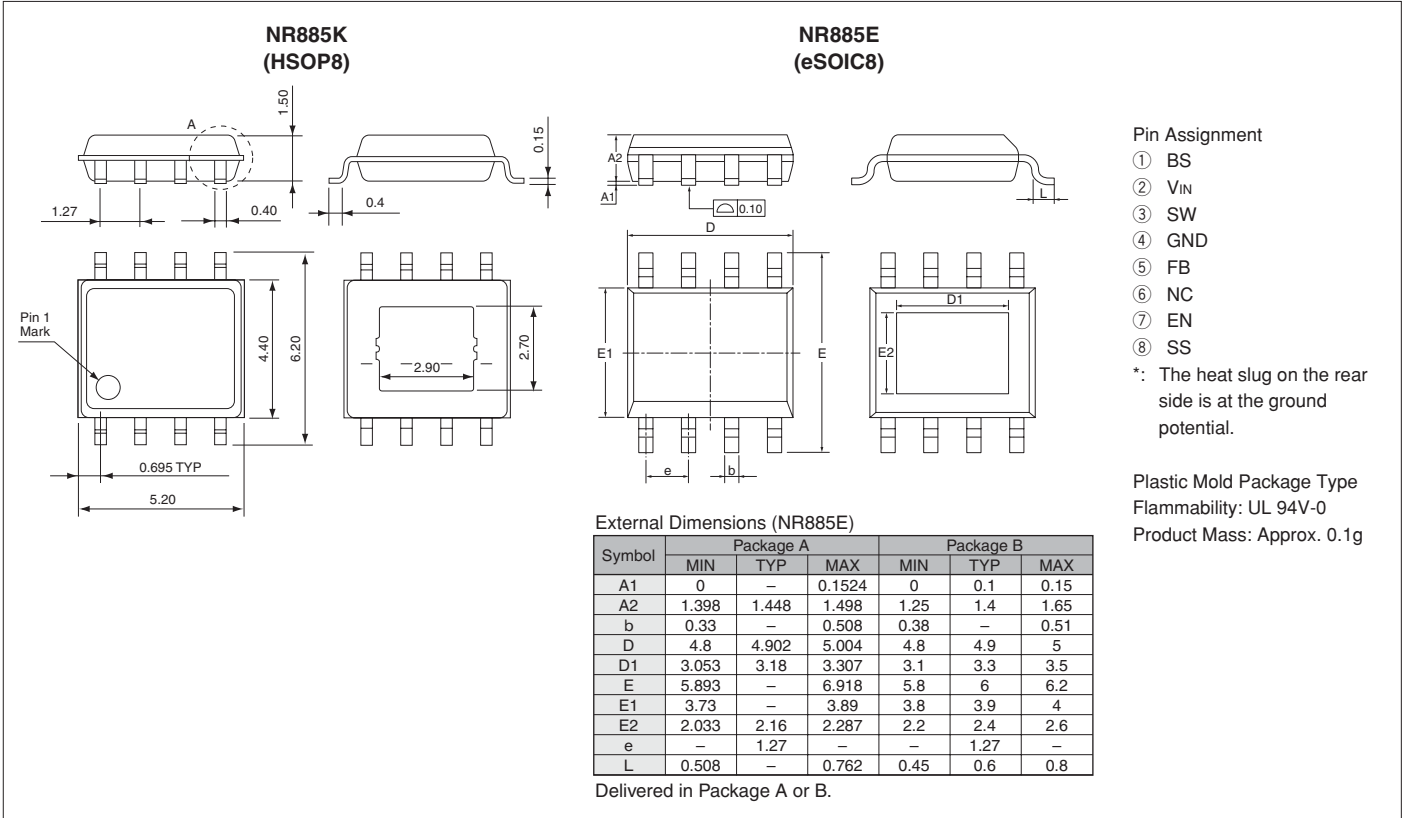 NR885K
(HSOP8)
NR885E
(eSOIC8)
A
1.50
0.15
1.27
0.40
0.4
Pin 1
Mark
4.40
6.20
2.90
2.70
0.695 TYP
5.20
A2
A1
0.10
L
D
E1
E
D1
E2
e
b
Pin Assignment
① BS
② VIN
③ SW
④ GND
⑤ FB
⑥ NC
⑦ EN
⑧ SS
*: The heat slug on the rear
side is at the ground
potential.
Plastic Mold Package Type
Flammability: UL 94V-0
Product Mass: Approx. 0.1g
External Dimensions (NR885E)
Symbol Package A Package B
MIN TYP MAX MIN TYP MAX
A1 0 – 0.1524 0 0.1 0.15
A2 1.398 1.448 1.498 1.25 1.4 1.65
b 0.33 – 0.508 0.38 – 0.51
D 4.8 4.902 5.004 4.8 4.9 5
D1 3.053 3.18 3.307 3.1 3.3 3.5
E 5.893 – 6.918 5.8 6 6.2
E1 3.73 – 3.89 3.8 3.9 4
E2 2.033 2.16 2.287 2.2 2.4 2.6
e – 1.27 – – 1.27 –
L 0.508 – 0.762 0.45 0.6 0.8
Delivered in Package A or B.